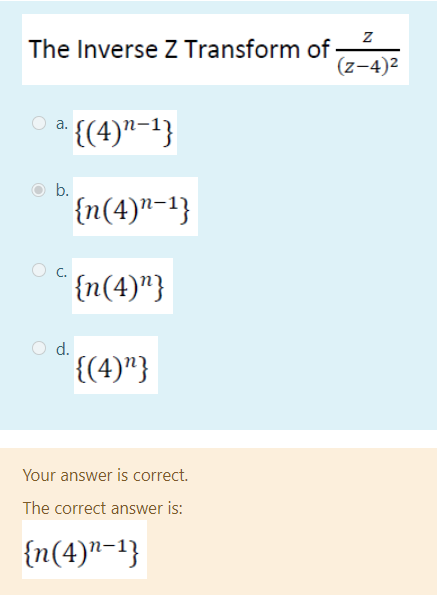 The Inverse Z Transform of $\frac{z}{(z-4)^2}$
a. $\{(4)^{n-1}\}$
b. $\{n(4)^{n-1}\}$
c. $\{n(4)^n\}$
d. $\{(4)^n\}$
Your answer is correct.
The correct answer is:
$\{n(4)^{n-1}\}$